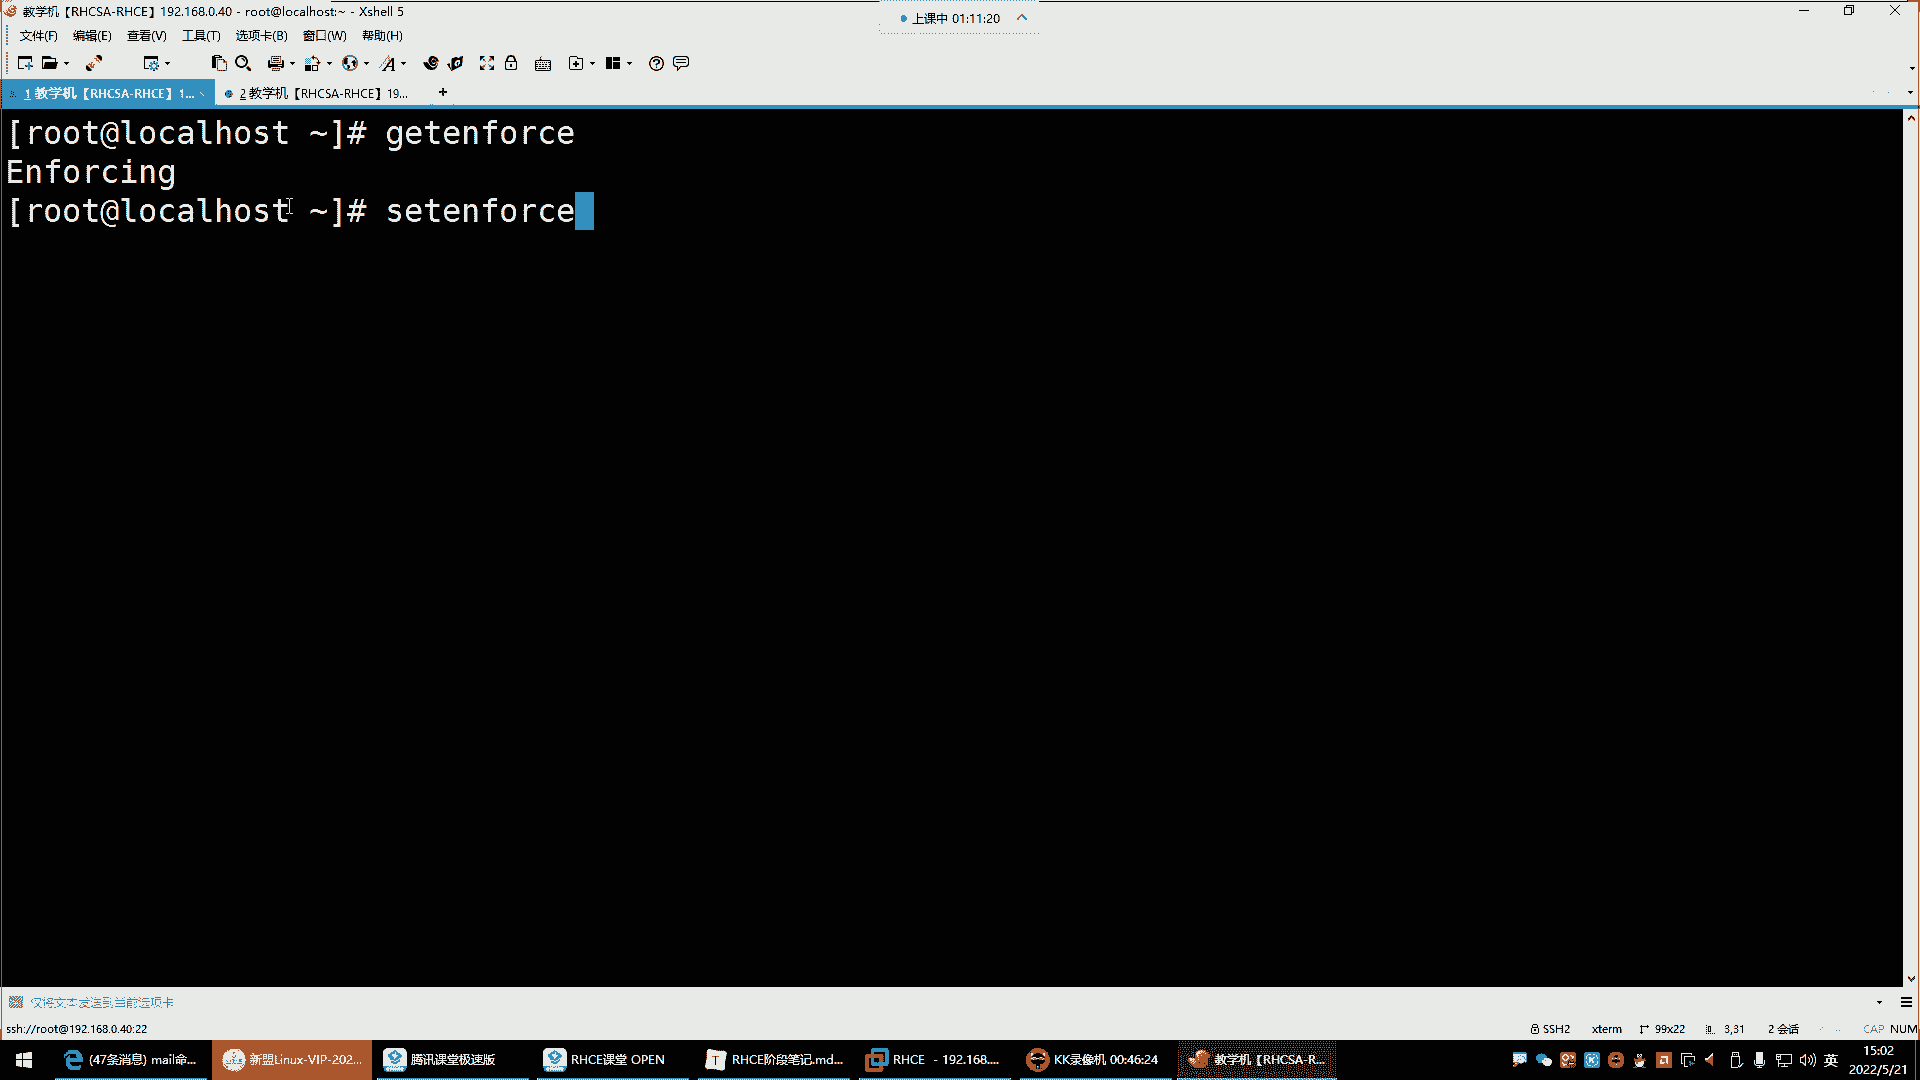 教学机【RHCSA-RHCE】192.168.0.40 - root@localhost:~ - Xshell 5
上课中 01:11:20
文件(F) 编辑(E) 查看(V) 工具(T) 选项卡(B) 窗口(W) 帮助(H)
1 教学机【RHCSA-RHCE】1... 2 教学机【RHCSA-RHCE】19... +
[root@localhost ~]# getenforce
Enforcing
[root@localhost ~]# setenforce
仅将文本发送到当前选项卡
ssh://root@192.168.0.40:22 SSH2 xterm 99x22 3,31 2 会话 CAP NUM
(47条消息) mail命... 新盟Linux-VIP-202... 腾讯课堂极速版 RHCE课堂 OPEN RHCE阶段笔记.md... RHCE - 192.168.... KK录像机 00:46:24 教学机【RHCSA-R... 英 15:02
2022/5/21